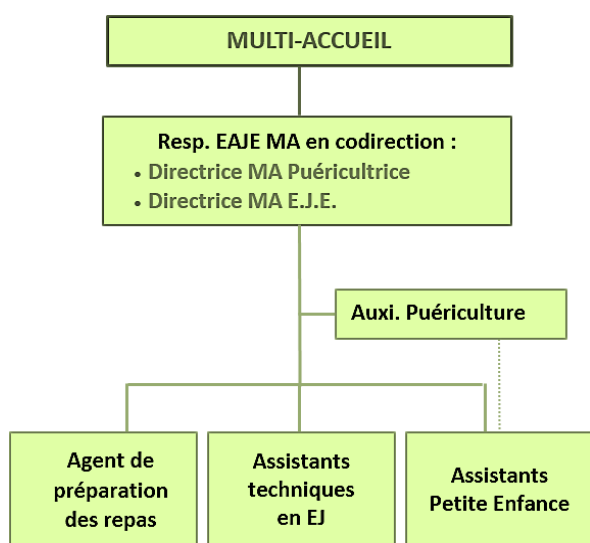 MULTI-ACCUEIL
Resp. EAJE MA en codirection :
• Directrice MA Puéricultrice
• Directrice MA E.J.E.
Auxi. Puériculture
Agent de
préparation
des repas
Assistants
techniques
en EJ
Assistants
Petite Enfance